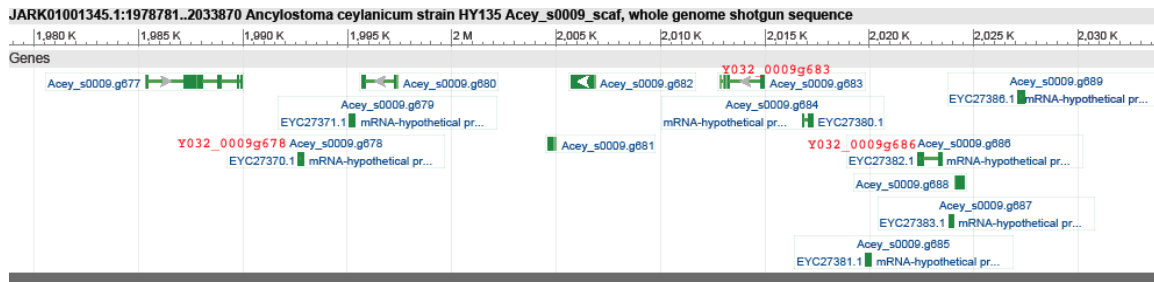 JARK01001345.1:1978781..2033870 Ancylostoma ceylanicum strain HY135 Acey_s0009_scaf, whole genome shotgun sequence
1,980 K 1,985 K 1,990 K 1,995 K 2 M 2,005 K 2,010 K 2,015 K 2,020 K 2,025 K 2,030 K
Genes
Y032_0009g683
Acey_s0009.g677 Acey_s0009.g680 Acey_s0009.g682 Acey_s0009.g683 Acey_s0009.g689
EYC27386.1 mRNA-hypothetical pr...
Acey_s0009.g679 Acey_s0009.g684
EYC27371.1 mRNA-hypothetical pr... mRNA-hypothetical pr... EYC27380.1
Y032_0009g678 Acey_s0009.g678 Acey_s0009.g681 Y032_0009g686 Acey_s0009.g686
EYC27370.1 mRNA-hypothetical pr... EYC27382.1 mRNA-hypothetical pr...
Acey_s0009.g688
Acey_s0009.g687
EYC27383.1 mRNA-hypothetical pr...
Acey_s0009.g685
EYC27381.1 mRNA-hypothetical pr...